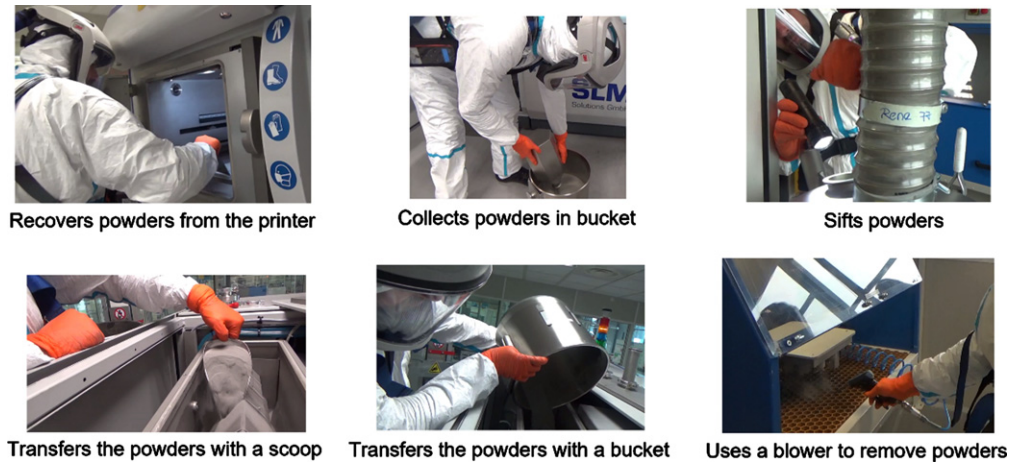 SLM
Solutions GmbH
Rene 77
Recovers powders from the printer
Collects powders in bucket
Sifts powders
Transfers the powders with a scoop
Transfers the powders with a bucket
Uses a blower to remove powders